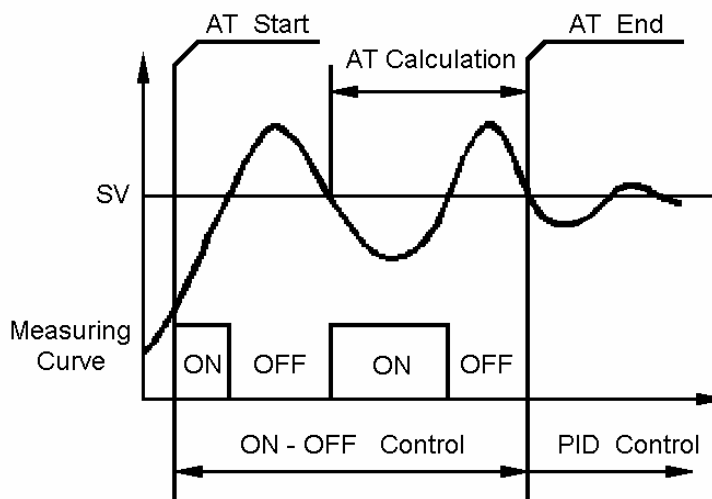 AT Start
AT End
AT Calculation
SV
Measuring
Curve
ON
OFF
ON
OFF
ON - OFF Control
PID Control